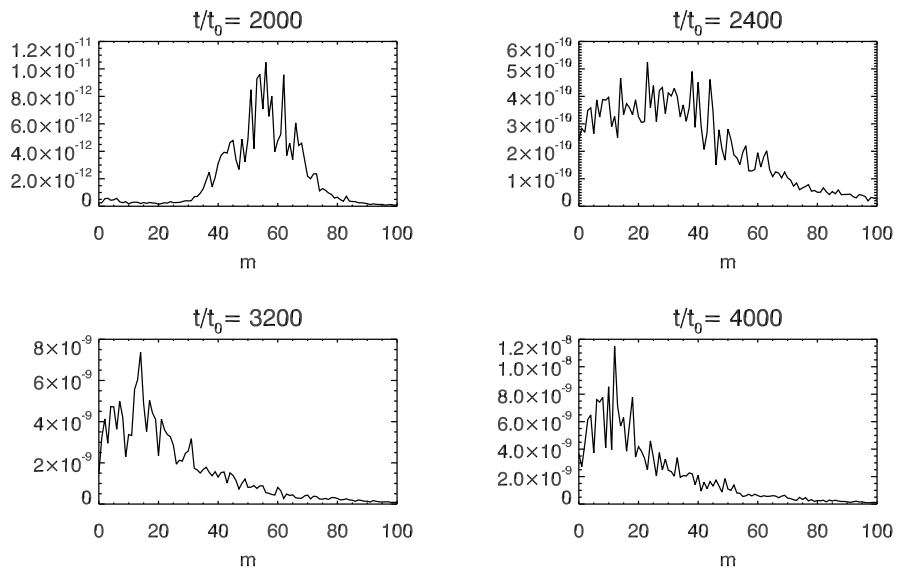 t/t₀= 2000
1.2×10⁻¹¹
1.0×10⁻¹¹
8.0×10⁻¹²
6.0×10⁻¹²
4.0×10⁻¹²
2.0×10⁻¹²
0
0 20 40 60 80 100
m
t/t₀= 2400
6×10⁻¹⁰
5×10⁻¹⁰
4×10⁻¹⁰
3×10⁻¹⁰
2×10⁻¹⁰
1×10⁻¹⁰
0
0 20 40 60 80 100
m
t/t₀= 3200
8×10⁻⁹
6×10⁻⁹
4×10⁻⁹
2×10⁻⁹
0
0 20 40 60 80 100
m
t/t₀= 4000
1.2×10⁻⁸
1.0×10⁻⁸
8.0×10⁻⁹
6.0×10⁻⁹
4.0×10⁻⁹
2.0×10⁻⁹
0
0 20 40 60 80 100
m